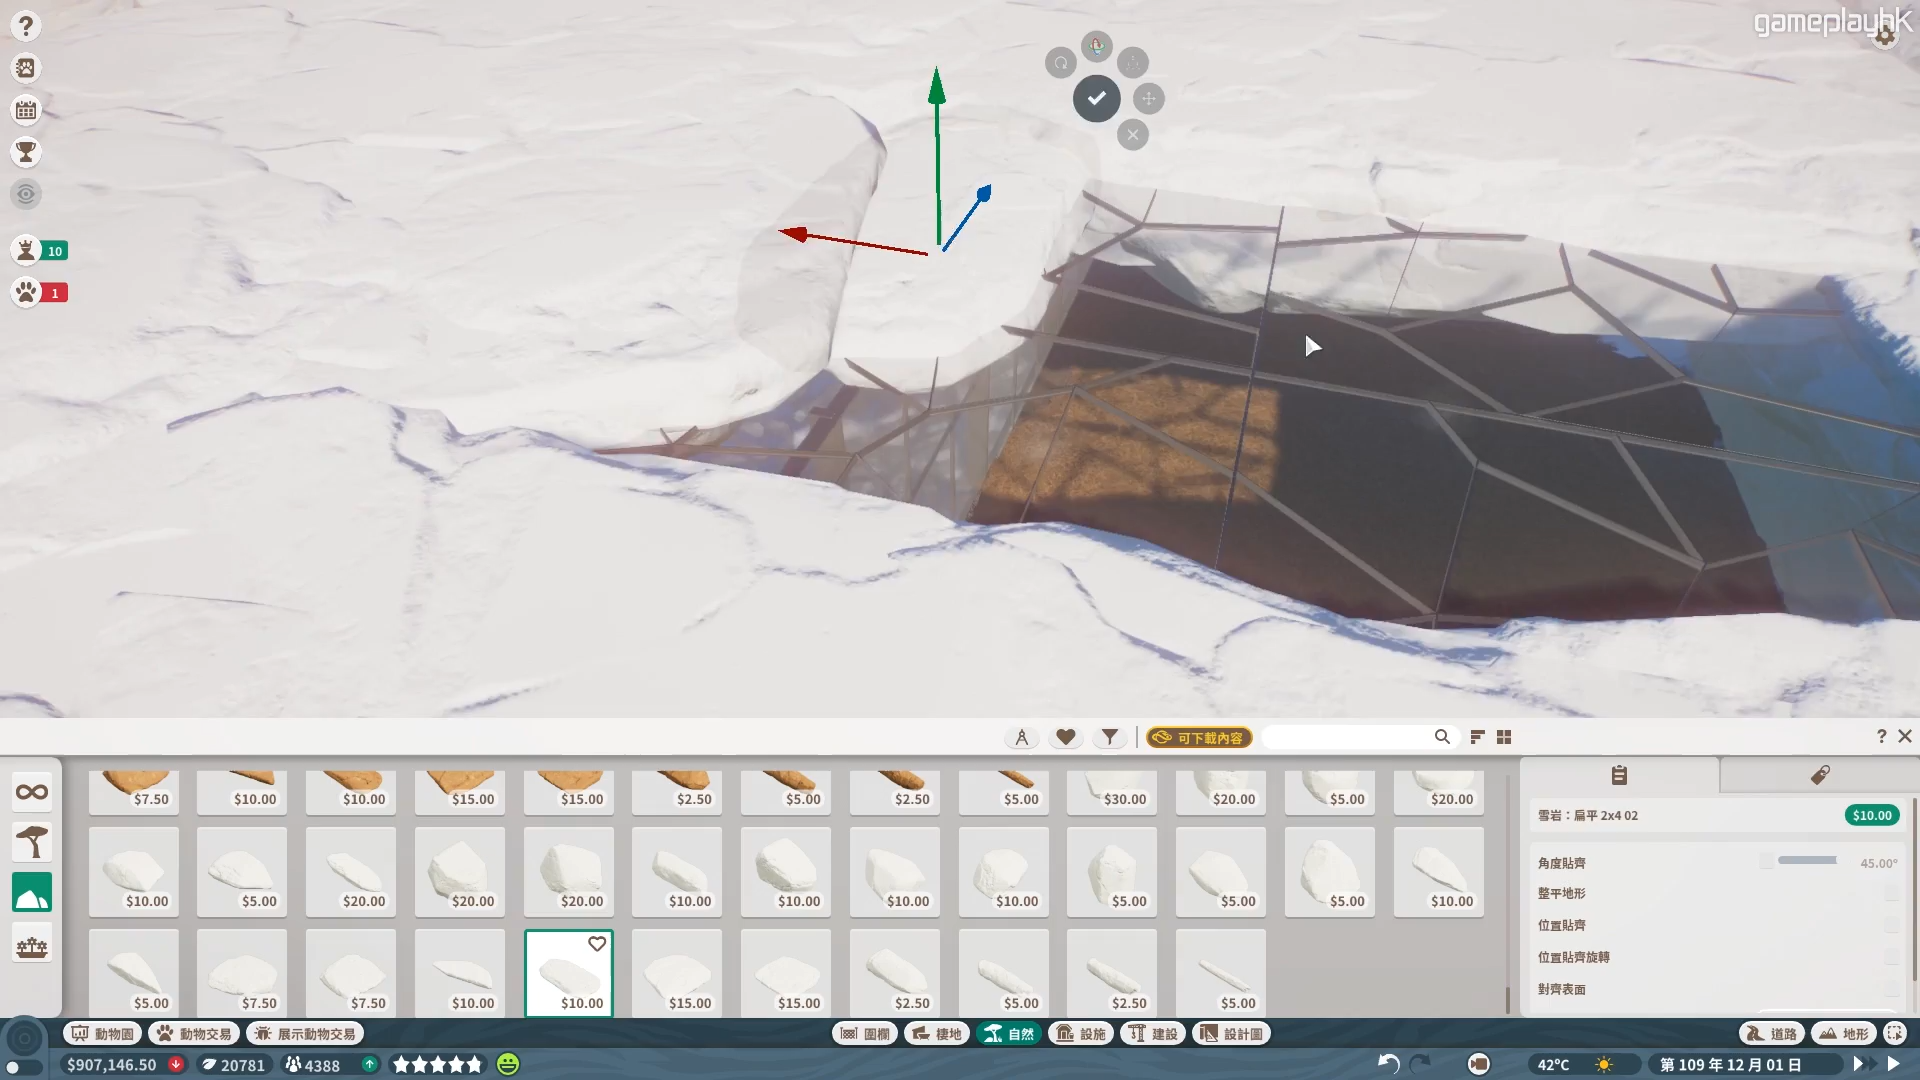 gameplayhk
?
10
1
可下載內容
?
$7.50 $10.00 $10.00 $15.00 $15.00 $2.50 $5.00 $2.50 $5.00 $30.00 $20.00 $5.00 $20.00
$10.00 $5.00 $20.00 $20.00 $20.00 $10.00 $10.00 $10.00 $10.00 $5.00 $5.00 $5.00 $10.00
$5.00 $7.50 $7.50 $10.00 $10.00 $15.00 $15.00 $2.50 $5.00 $2.50 $5.00
雪岩：扁平 2x4 02 $10.00
角度貼齊 45.00°
整平地形
位置貼齊
位置貼齊旋轉
對齊表面
動物園 動物交易 展示動物交易 圍欄 棲地 自然 設施 建設 設計圖 道路 地形
$907,146.50 20781 4388 42°C 第 109 年 12 月 01 日